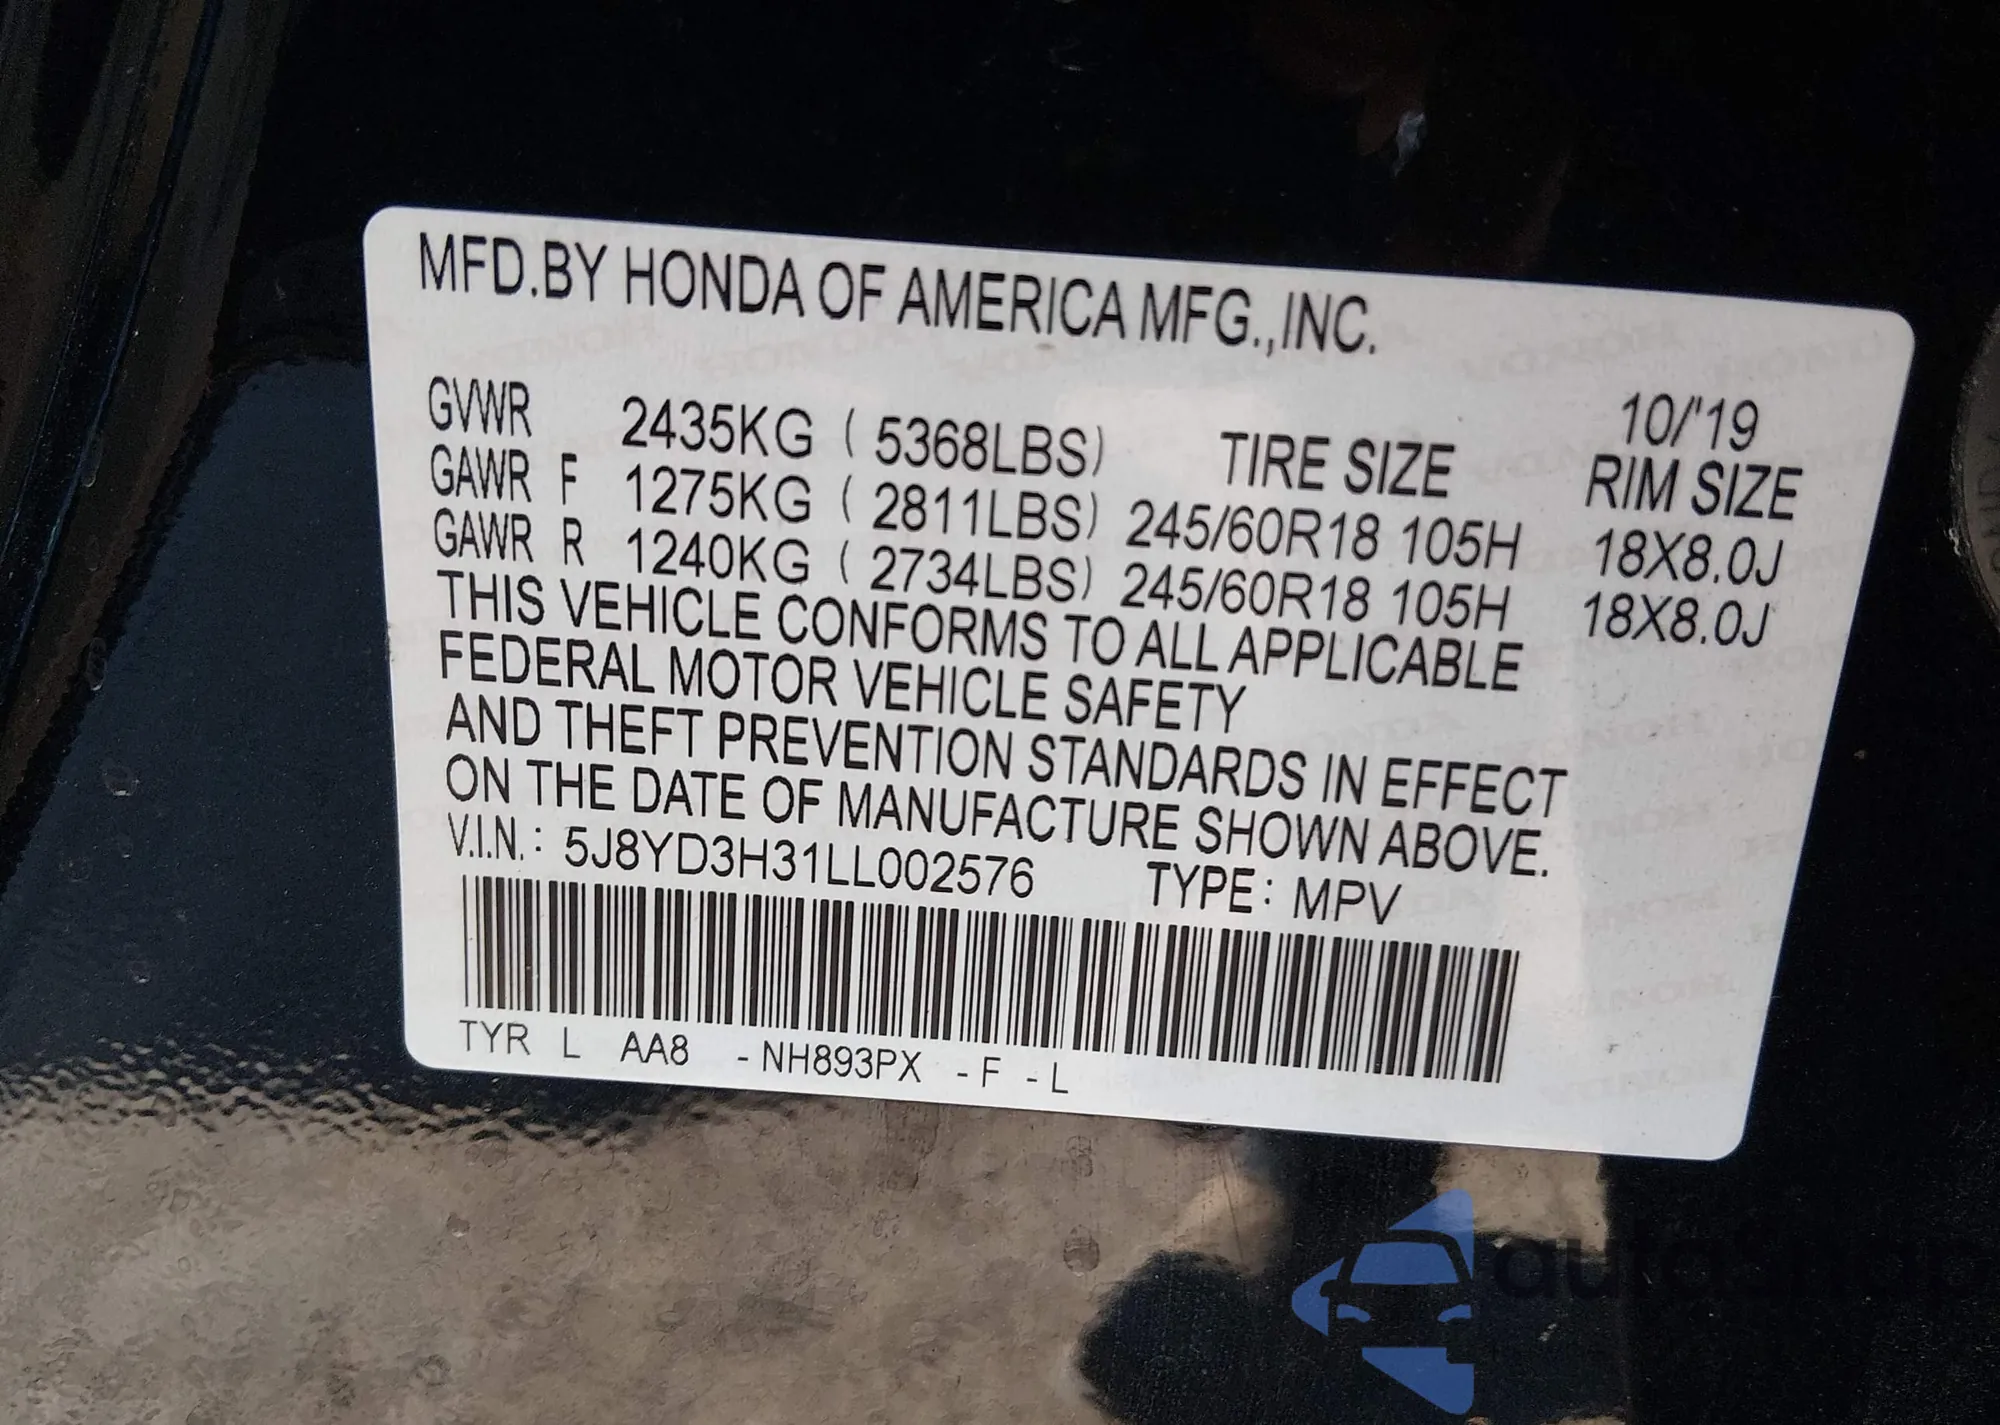 MFD.BY HONDA OF AMERICA MFG.,INC.
10/'19
GVWR 2435KG ( 5368LBS) TIRE SIZE RIM SIZE
GAWR F 1275KG ( 2811LBS) 245/60R18 105H 18X8.0J
GAWR R 1240KG ( 2734LBS) 245/60R18 105H 18X8.0J
THIS VEHICLE CONFORMS TO ALL APPLICABLE
FEDERAL MOTOR VEHICLE SAFETY
AND THEFT PREVENTION STANDARDS IN EFFECT
ON THE DATE OF MANUFACTURE SHOWN ABOVE.
V.I.N.: 5J8YD3H31LL002576 TYPE: MPV
TYR L AA8 -NH893PX -F -L